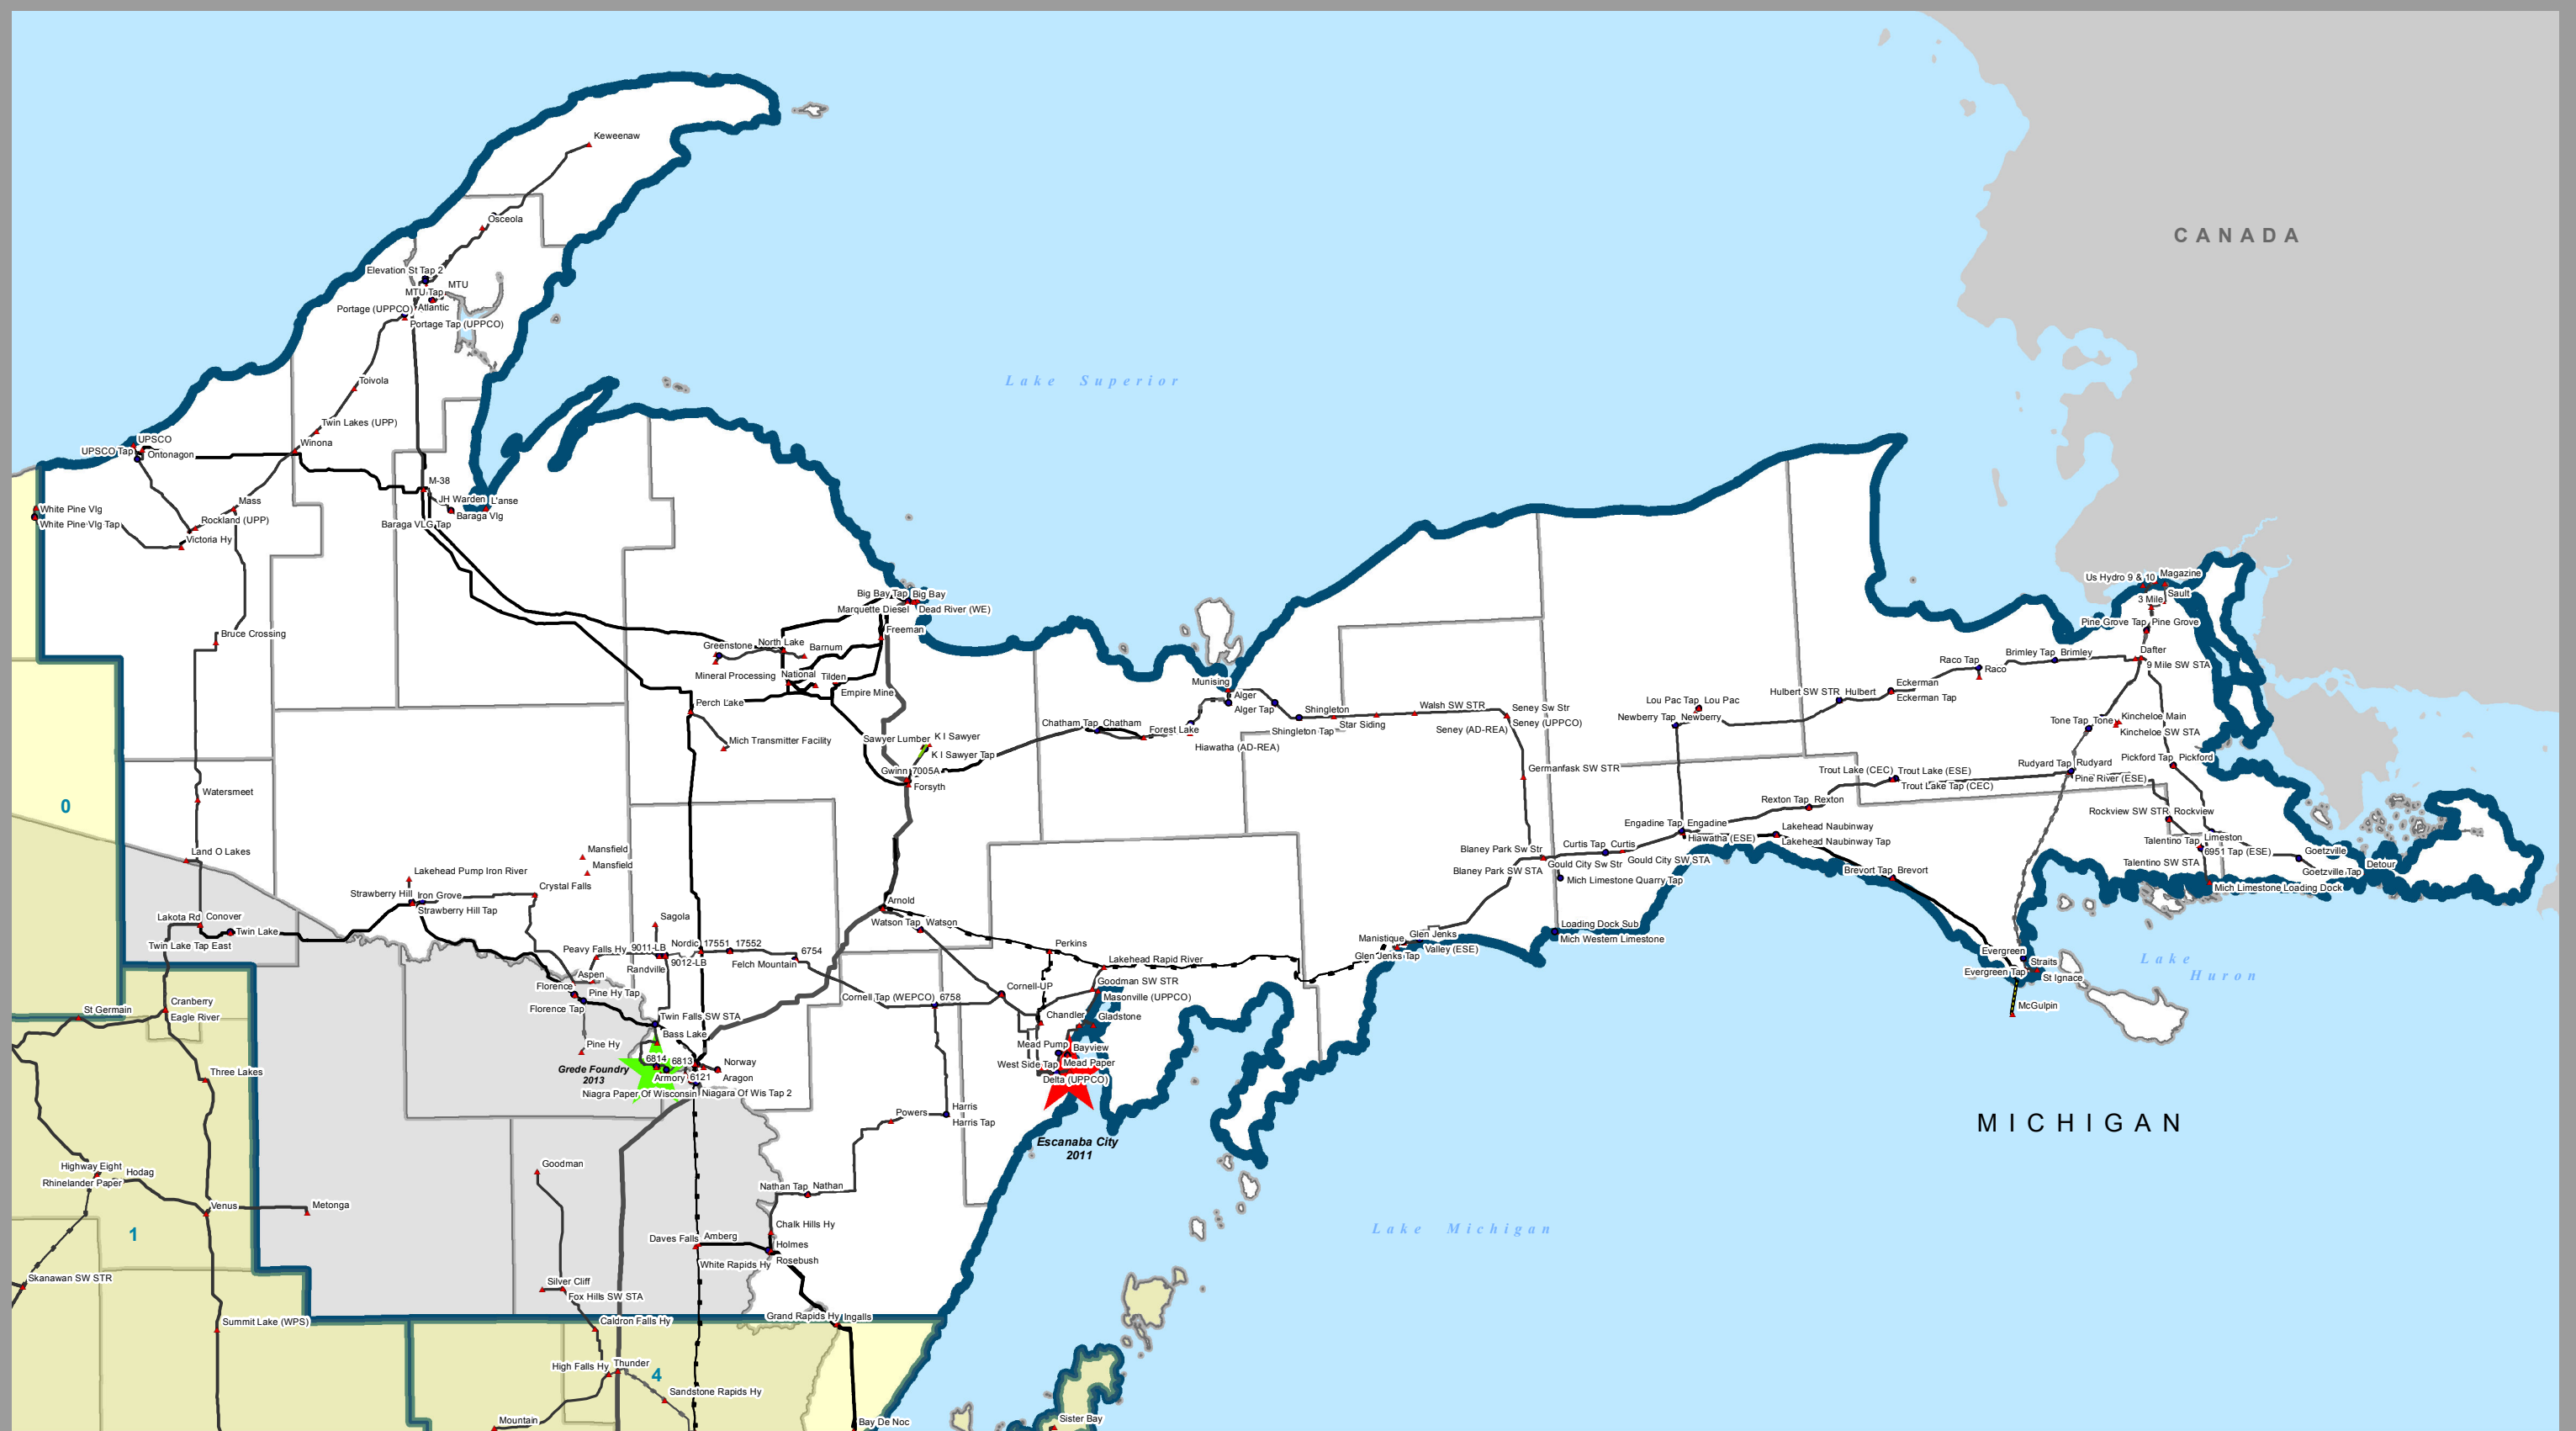 CANADA
Keweenaw
Osceola
Elevation St Tap 2
MTU
MTU Tap
Atlantic
Portage (UPPCO)
Portage Tap (UPPCO)
Lake Superior
Toivola
Twin Lakes (UPP)
Winona
UPSCO
UPSCO Tap
Ontonagon
M-38
JH Warden
L'anse
Baraga Vlg
Baraga VLG Tap
Mass
White Pine Vlg
White Pine Vlg Tap
Rockland (UPP)
Victoria Hy
Bruce Crossing
Big Bay Tap
Big Bay
Marquette Diesel
Dead River (WE)
Freeman
Greenstone
North Lake
Barnum
Mineral Processing
National
Tilden
Empire Mine
Perch Lake
Mich Transmitter Facility
Sawyer Lumber
K I Sawyer
K I Sawyer Tap
Gwinn
7005A
Forsyth
Chatham Tap
Chatham
Forest Lake
Hiawatha (AD-REA)
Munising
Alger
Alger Tap
Shingleton
Shingleton Tap
Star Siding
Walsh SW STR
Seney Sw Str
Seney (UPPCO)
Seney (AD-REA)
Germanfask SW STR
Us Hydro 9 & 10
Magazine
Sault
3 Mile
Pine Grove Tap
Pine Grove
Dafter
9 Mile SW STA
Brimley Tap
Brimley
Raco Tap
Raco
Eckerman
Eckerman Tap
Hulbert SW STR
Hulbert
Lou Pac Tap
Lou Pac
Newberry Tap
Newberry
Tone Tap
Tone
Kincheloe Main
Kincheloe SW STA
Pickford Tap
Pickford
Rudyard Tap
Rudyard
Pine River (ESE)
Trout Lake (CEC)
Trout Lake (ESE)
Trout Lake Tap (CEC)
Rexton Tap
Rexton
Rockview SW STR
Rockview
Engadine Tap
Engadine
Hiawatha (ESE)
Lakehead Naubinway
Lakehead Naubinway Tap
Talentino Tap
Limeston
6951 Tap (ESE)
Talentino SW STA
Goetzville
Goetzville Tap
Detour
Mich Limestone Loading Dock
Curtis Tap
Curtis
Blaney Park Sw Str
Gould City Sw Str
Gould City SW STA
Blaney Park SW STA
Mich Limestone Quarry Tap
Brevort Tap
Brevort
Loading Dock Sub
Mich Western Limestone
Manistique
Glen Jenks
Valley (ESE)
Glen Jenks Tap
Evergreen
Straits
Evergreen Tap
St Ignace
McGulpin
Lake
Huron
0
Watersmeet
Land O Lakes
Mansfield
Mansfield
Lakehead Pump Iron River
Strawberry Hill
Iron Grove
Strawberry Hill Tap
Crystal Falls
Lakota Rd
Conover
Twin Lake
Twin Lake Tap East
Sagola
Arnold
Watson Tap
Watson
Peavy Falls Hy
9011-LB
Nordic
17551
17552
6754
Randville
9012-LB
Felch Mountain
Aspen
Perkins
Lakehead Rapid River
Florence
Pine Hy Tap
Florence Tap
Cornell Tap (WEPCO)
6758
Cornell-UP
Goodman SW STR
Masonville (UPPCO)
Cranberry
St Germain
Eagle River
Twin Falls SW STA
Bass Lake
Chandler
Gladstone
Pine Hy
6814
6813
Norway
Aragon
Armory
6121
Grede Foundry
2013
Niagra Paper Of Wisconsin
Niagara Of Wis Tap 2
Mead Pump
Bayview
West Side Tap
Mead Paper
Delta (UPPCO)
Three Lakes
Powers
Harris
Harris Tap
Escanaba City
2011
MICHIGAN
Highway Eight
Hodag
Rhinelander Paper
Goodman
Nathan Tap
Nathan
Venus
Metonga
1
Chalk Hills Hy
Daves Falls
Amberg
Holmes
White Rapids Hy
Rosebush
Lake Michigan
Skanawan SW STR
Silver Cliff
Fox Hills SW STA
Summit Lake (WPS)
Caldron Falls Hy
Grand Rapids Hy
Ingalls
High Falls Hy
Thunder
4
Sandstone Rapids Hy
Mountain
Bay De Noc
Sister Bay